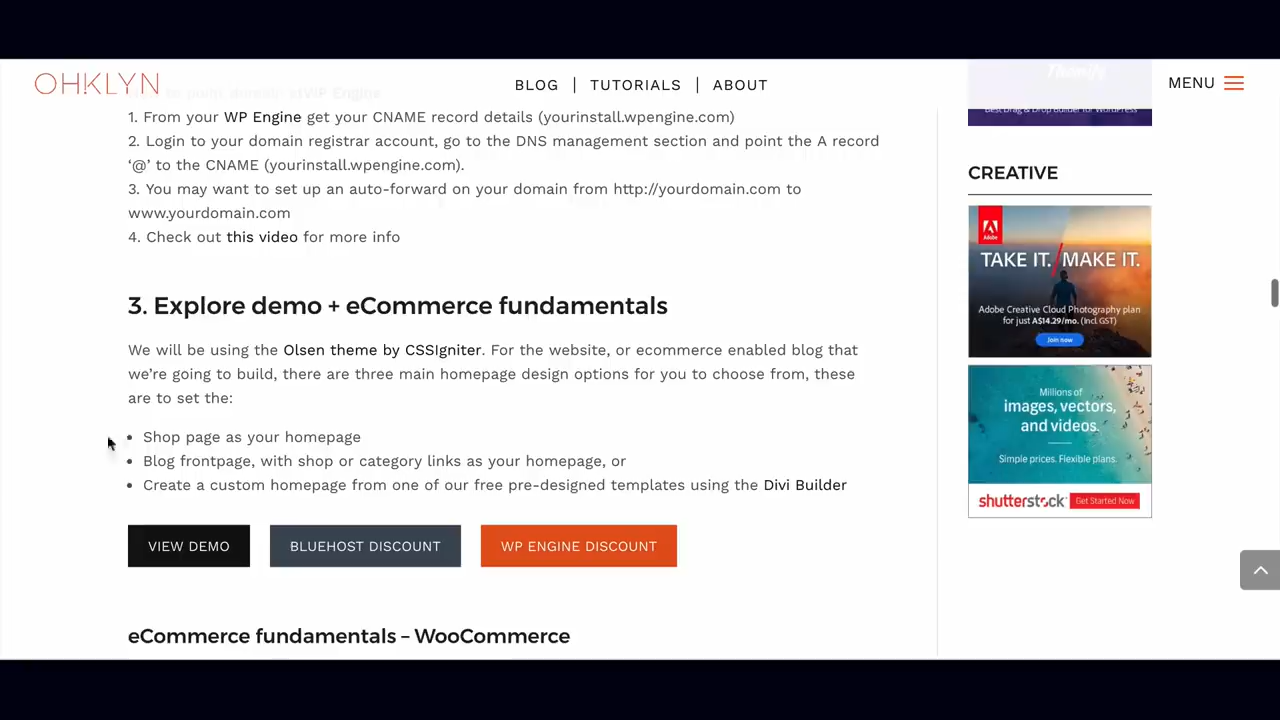 OHKLYN
BLOG | TUTORIALS | ABOUT
MENU
1. From your WP Engine get your CNAME record details (yourinstall.wpengine.com)
2. Login to your domain registrar account, go to the DNS management section and point the A record
‘@’ to the CNAME (yourinstall.wpengine.com).
3. You may want to set up an auto-forward on your domain from http://yourdomain.com to
www.yourdomain.com
4. Check out this video for more info
3. Explore demo + eCommerce fundamentals
We will be using the Olsen theme by CSSIgniter. For the website, or ecommerce enabled blog that
we’re going to build, there are three main homepage design options for you to choose from, these
are to set the:
• Shop page as your homepage
• Blog frontpage, with shop or category links as your homepage, or
• Create a custom homepage from one of our free pre-designed templates using the Divi Builder
VIEW DEMO
BLUEHOST DISCOUNT
WP ENGINE DISCOUNT
eCommerce fundamentals – WooCommerce
Themify
Best Drag & Drop Builder for WordPress
CREATIVE
Adobe
TAKE IT. / MAKE IT.
Adobe Creative Cloud Photography plan
for just A$14.29/mo. (Incl. GST)
Join now
Millions of
images, vectors,
and videos.
Simple prices. Flexible plans.
shutterstock
Get Started Now